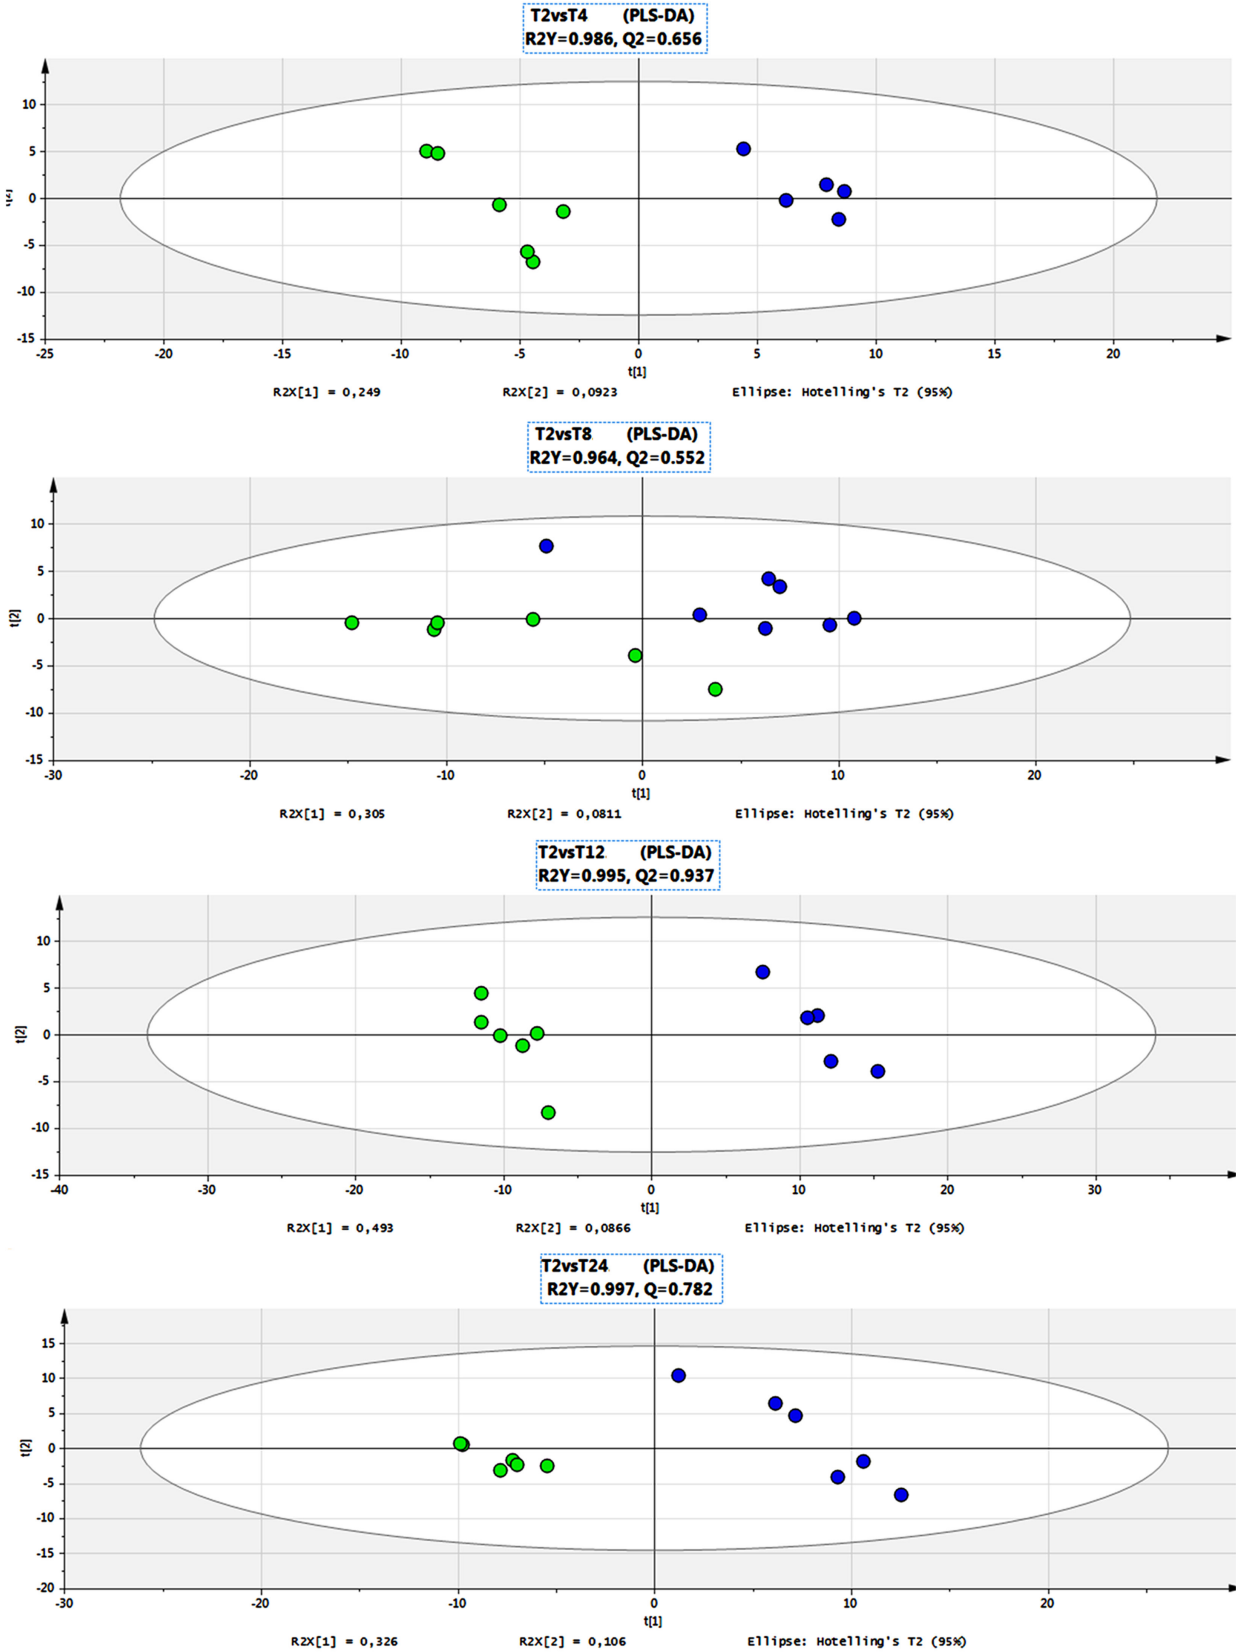 T2vsT4 (PLS-DA)
R2Y=0.986, Q2=0.656
10
5
0
-5
-10
-15
t[2]
-25 -20 -15 -10 -5 0 5 10 15 20
t[1]
R2X[1] = 0,249 R2X[2] = 0,0923 Ellipse: Hotelling's T2 (95%)
T2vsT8 (PLS-DA)
R2Y=0.964, Q2=0.552
10
5
0
-5
-10
-15
t[2]
-30 -20 -10 0 10 20
t[1]
R2X[1] = 0,305 R2X[2] = 0,0811 Ellipse: Hotelling's T2 (95%)
T2vsT12 (PLS-DA)
R2Y=0.995, Q2=0.937
10
5
0
-5
-10
-15
t[2]
-40 -30 -20 -10 0 10 20 30
t[1]
R2X[1] = 0,493 R2X[2] = 0,0866 Ellipse: Hotelling's T2 (95%)
T2vsT24 (PLS-DA)
R2Y=0.997, Q=0.782
15
10
5
0
-5
-10
-15
-20
t[2]
-30 -20 -10 0 10 20
t[1]
R2X[1] = 0,326 R2X[2] = 0,106 Ellipse: Hotelling's T2 (95%)